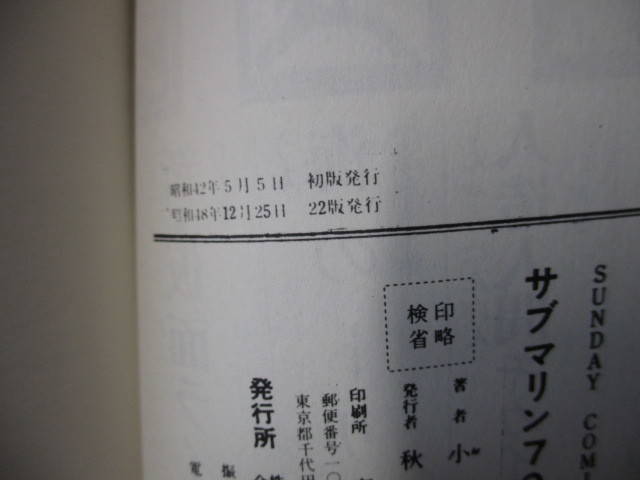 昭和42年5月5日 初版発行
昭和48年12月25日 22版発行
SUNDAY COMI
サブマリン70
検印
省略
著者 小
発行者 秋
印刷所
郵便番号一〇
東京都千代田
発行所
振
電